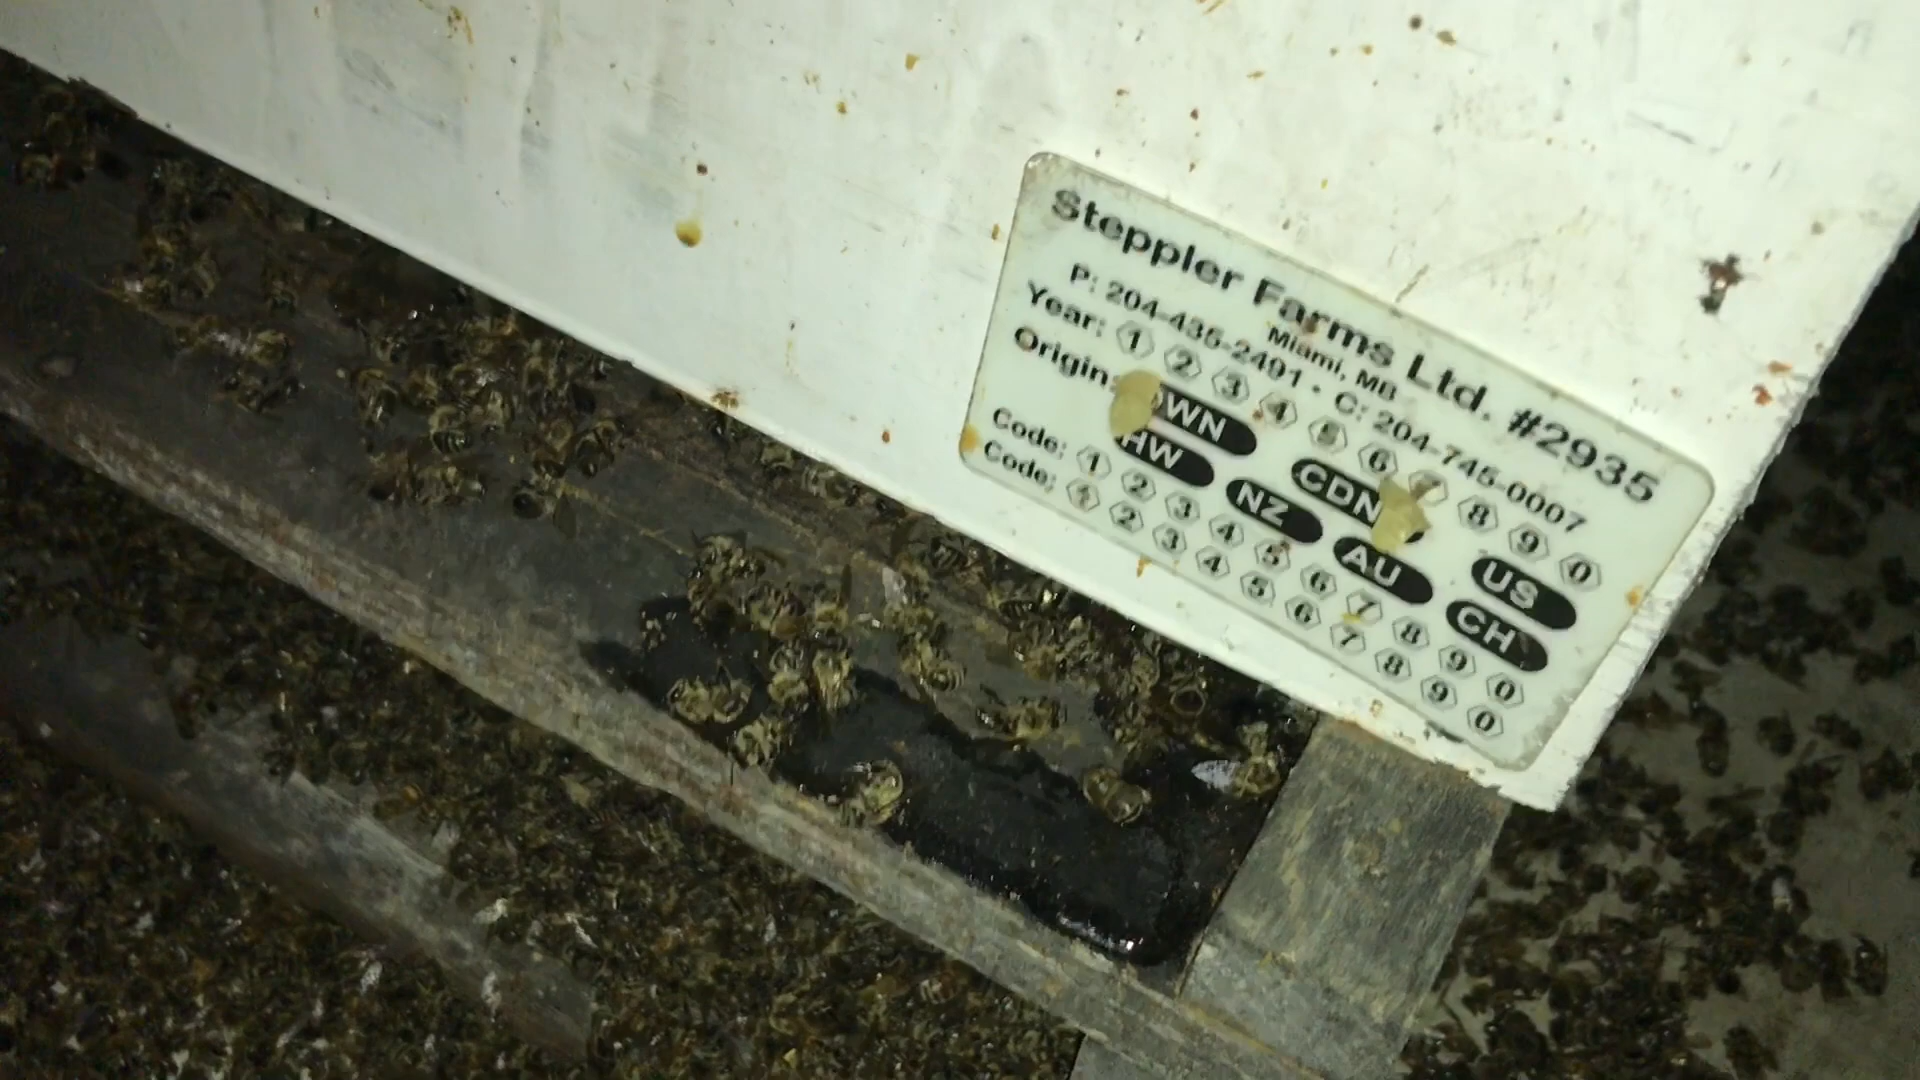 Steppler Farms Ltd. #2935
Miami, MB
P: 204-435-2491 • C: 204-745-0007
Year: 1 2 3 4 5 6 7 8 9 0
Origin: OWN CDN US
HW NZ AU CH
Code: 1 2 3 4 5 6 7 8 9 0
Code: 1 2 3 4 5 6 7 8 9 0